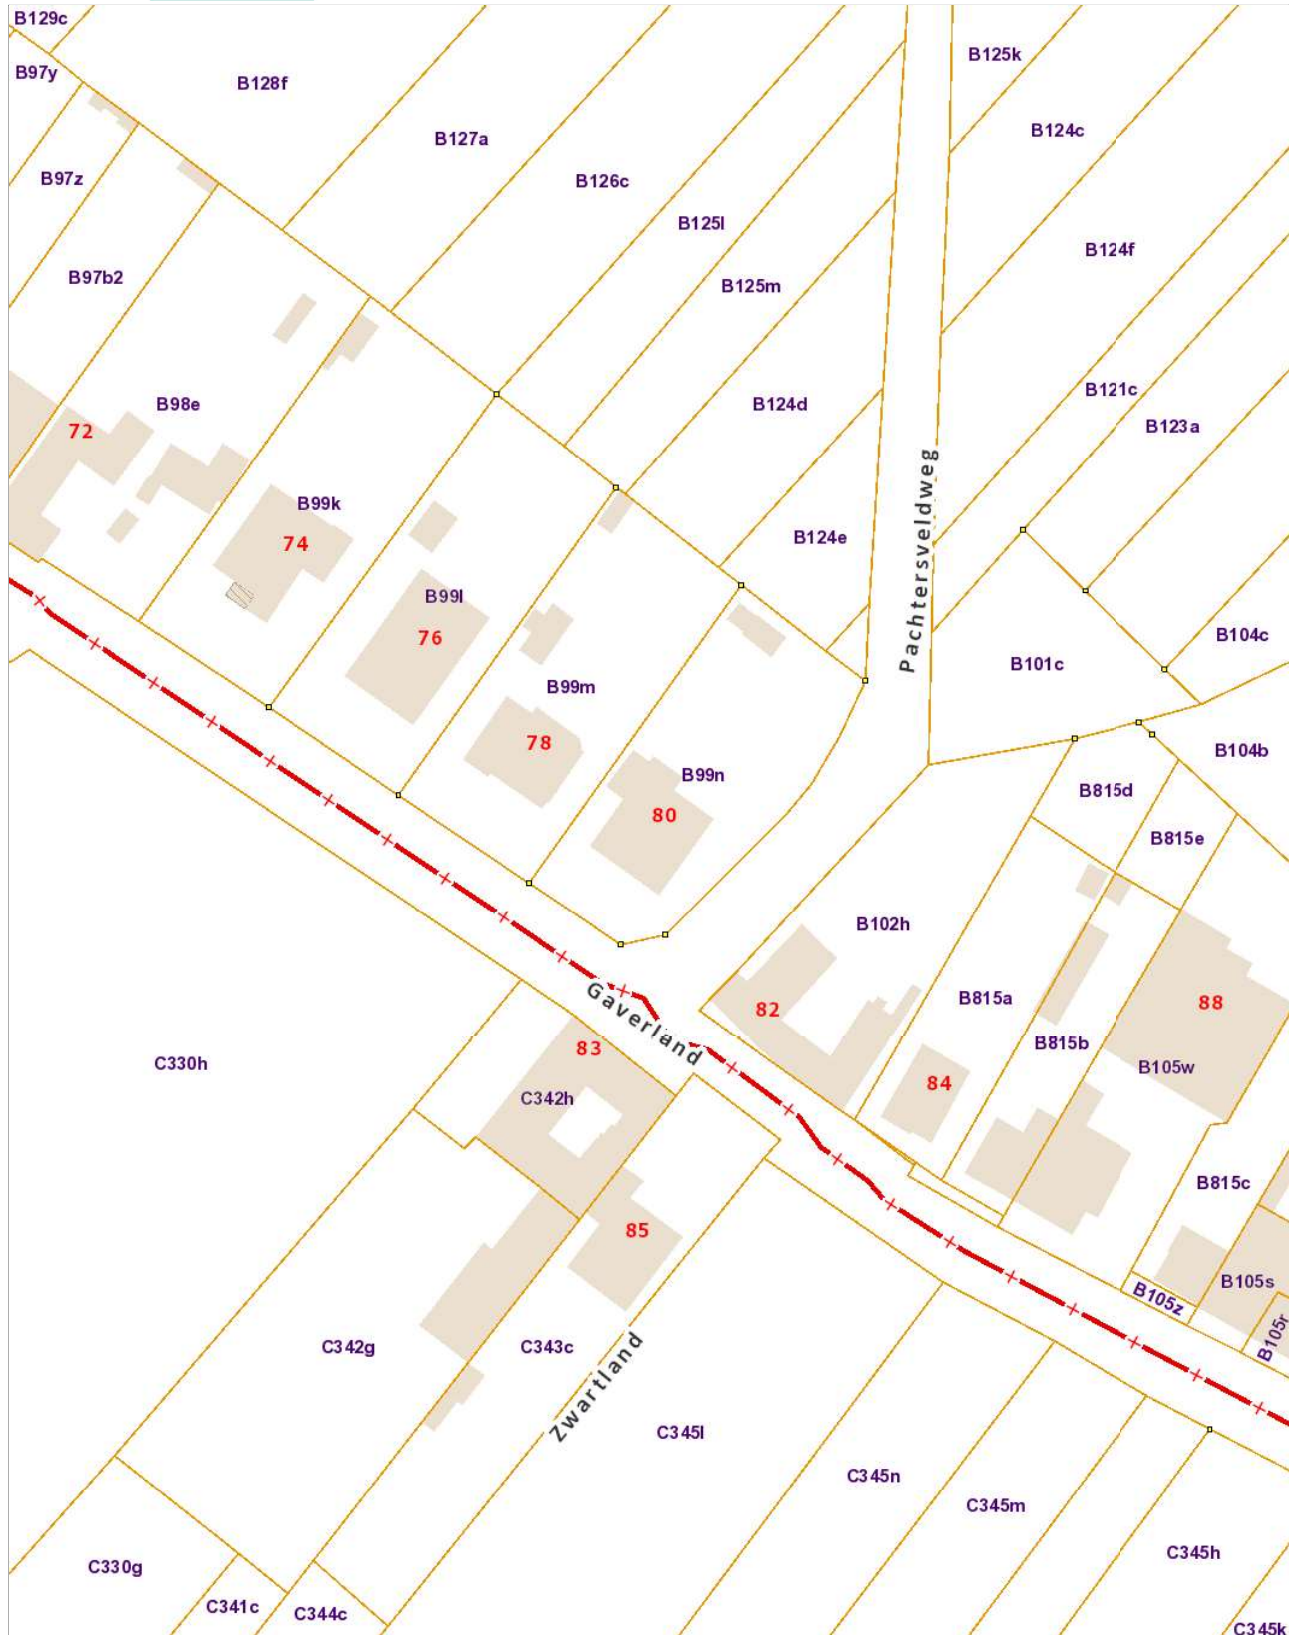 B129c
B125k
B97y
B128f
B124c
B127a
B97z
B126c
B125l
B124f
B97b2
B125m
B121c
B98e
B124d
B123a
72
B99k
B124e
74
Pachtersveldweg
B99l
76
B104c
B101c
B99m
78
B104b
B99n
B815d
80
B815e
B102h
B815a
88
82
Gaverland
B815b
83
C330h
B105w
84
C342h
B815c
85
B105s
B105z
B105r
C342g
C343c
Zwartland
C345l
C345n
C345m
C345h
C330g
C341c
C344c
C345k